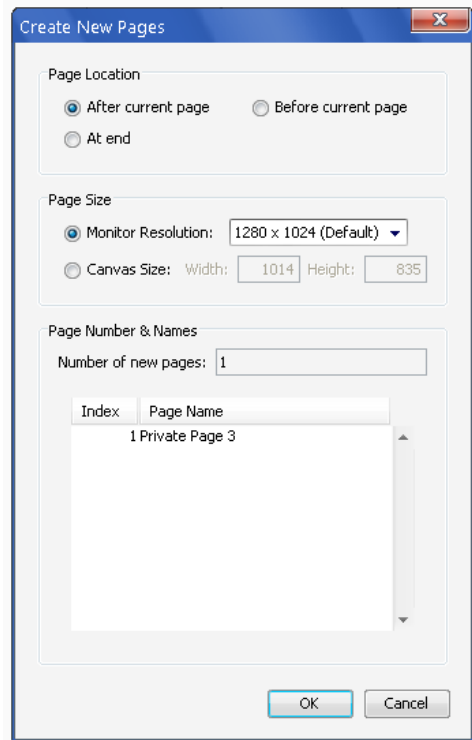 Create New Pages
Page Location
After current page Before current page
At end
Page Size
Monitor Resolution: 1280 x 1024 (Default)
Canvas Size: Width: 1014 Height: 835
Page Number & Names
Number of new pages: 1
Index Page Name
1 Private Page 3
OK Cancel